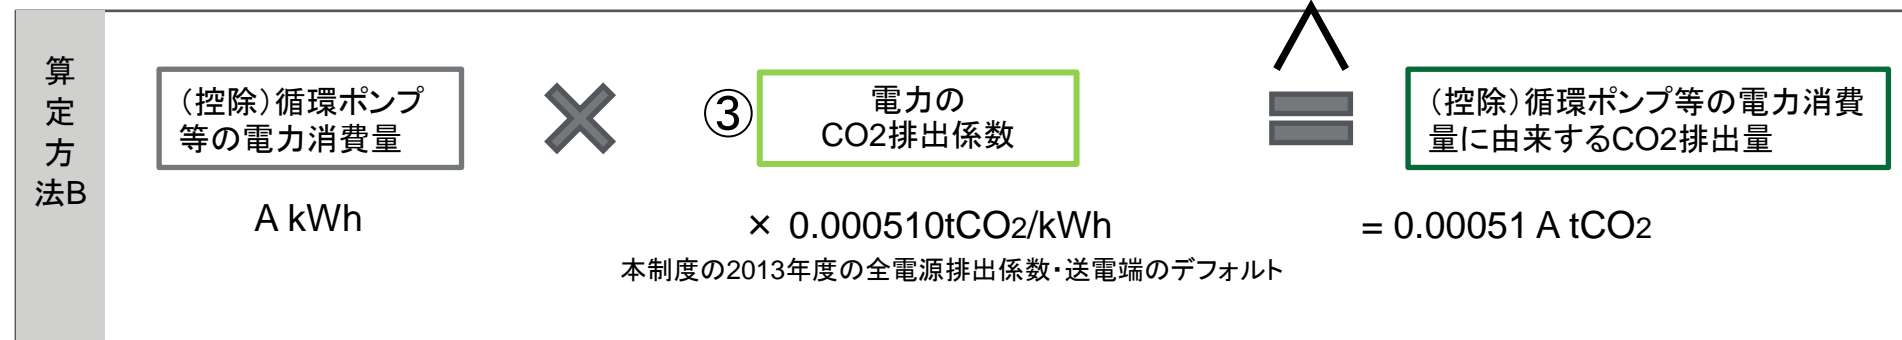 算定方法B
（控除）循環ポンプ
等の電力消費量
③
電力の
CO2排出係数
（控除）循環ポンプ等の電力消費
量に由来するCO2排出量
A kWh
× 0.000510tCO2/kWh
= 0.00051 A tCO2
本制度の2013年度の全電源排出係数・送電端のデフォルト